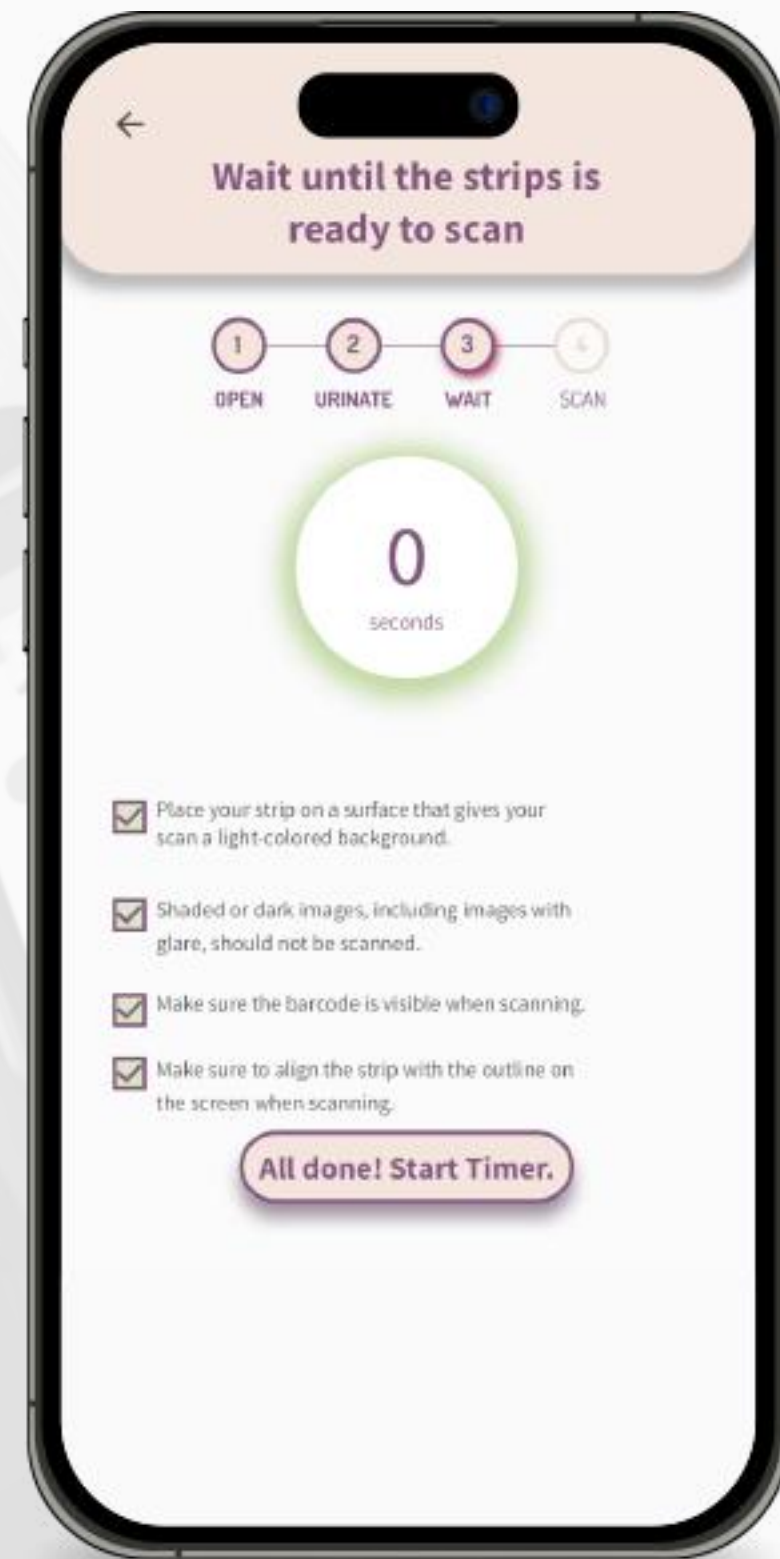 Wait until the strips is
ready to scan
1
2
3
4
OPEN
URINATE
WAIT
SCAN
0
seconds
Place your strip on a surface that gives your
scan a light-colored background.
Shaded or dark images, including images with
glare, should not be scanned.
Make sure the barcode is visible when scanning.
Make sure to align the strip with the outline on
the screen when scanning.
All done! Start Timer.